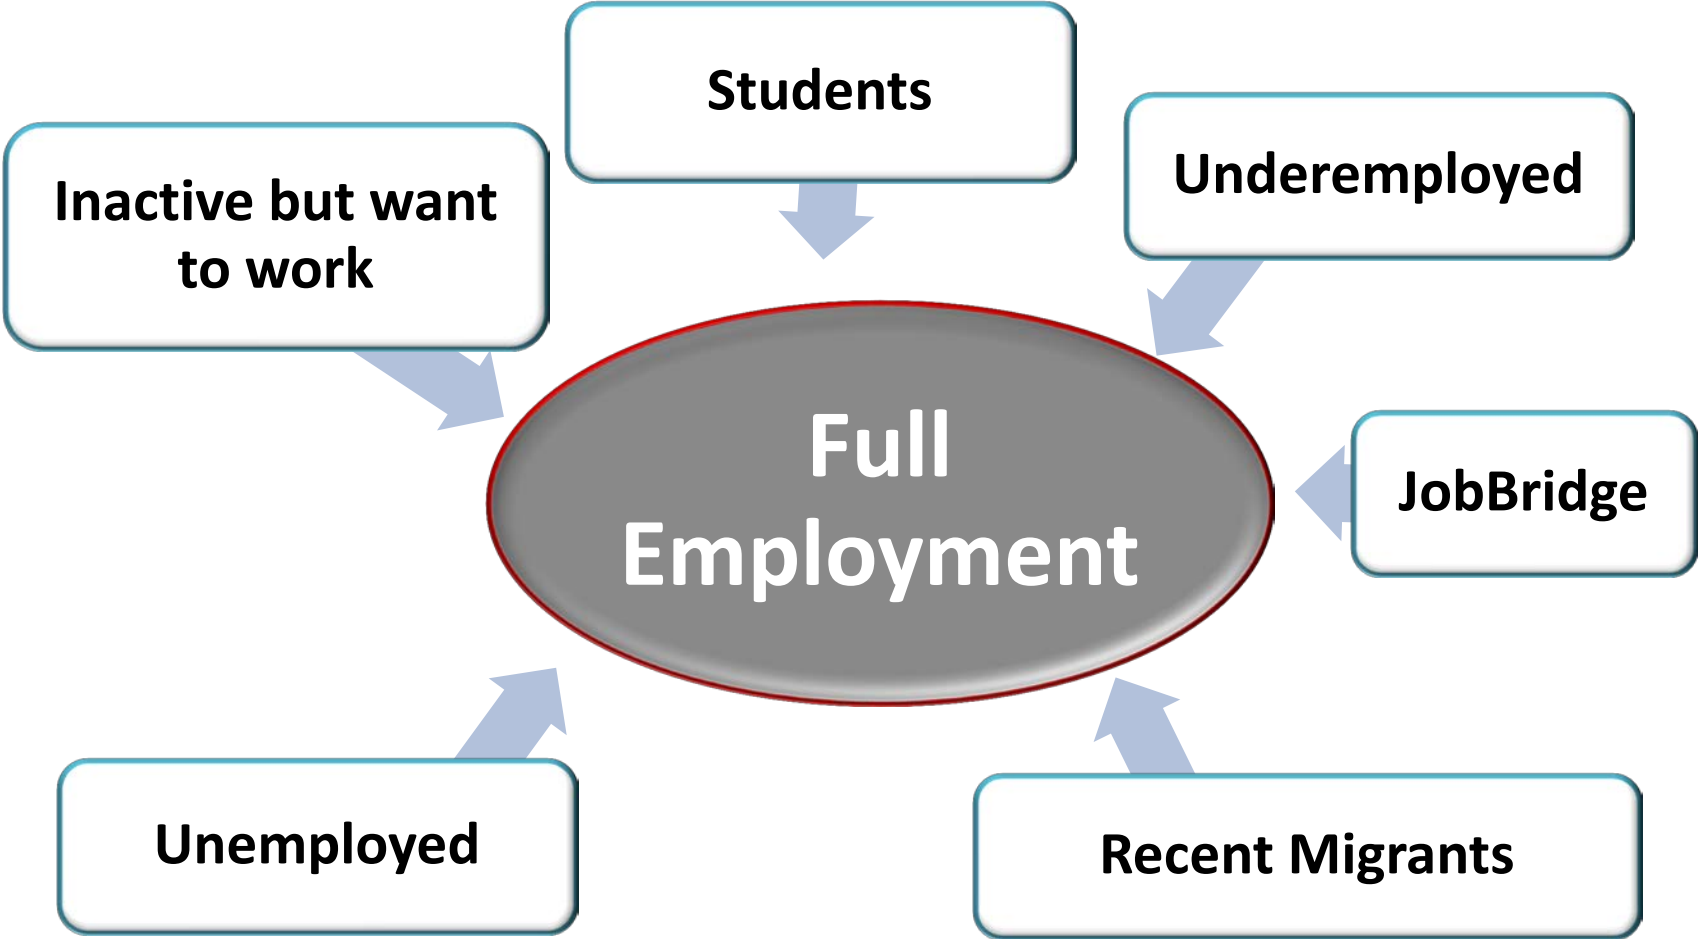 Students
Underemployed
Inactive but want
to work
Full
Employment
JobBridge
Unemployed
Recent Migrants